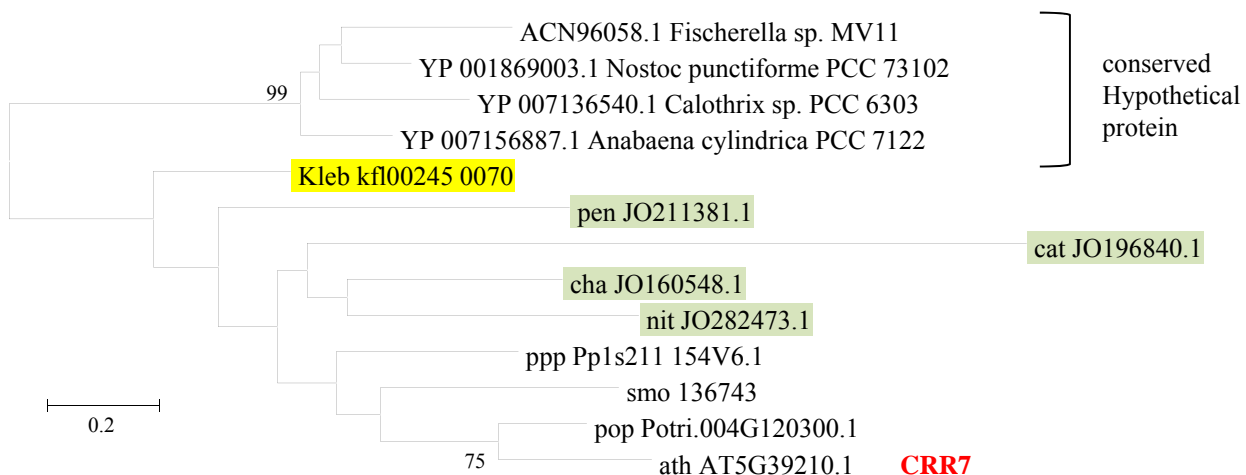 ACN96058.1 Fischerella sp. MV11
YP 001869003.1 Nostoc punctiforme PCC 73102
YP 007136540.1 Calothrix sp. PCC 6303
YP 007156887.1 Anabaena cylindrica PCC 7122
conserved
Hypothetical
protein
99
Kleb kfl00245 0070
pen JO211381.1
cat JO196840.1
cha JO160548.1
nit JO282473.1
ppp Pp1s211 154V6.1
smo 136743
pop Potri.004G120300.1
ath AT5G39210.1 CRR7
75
0.2